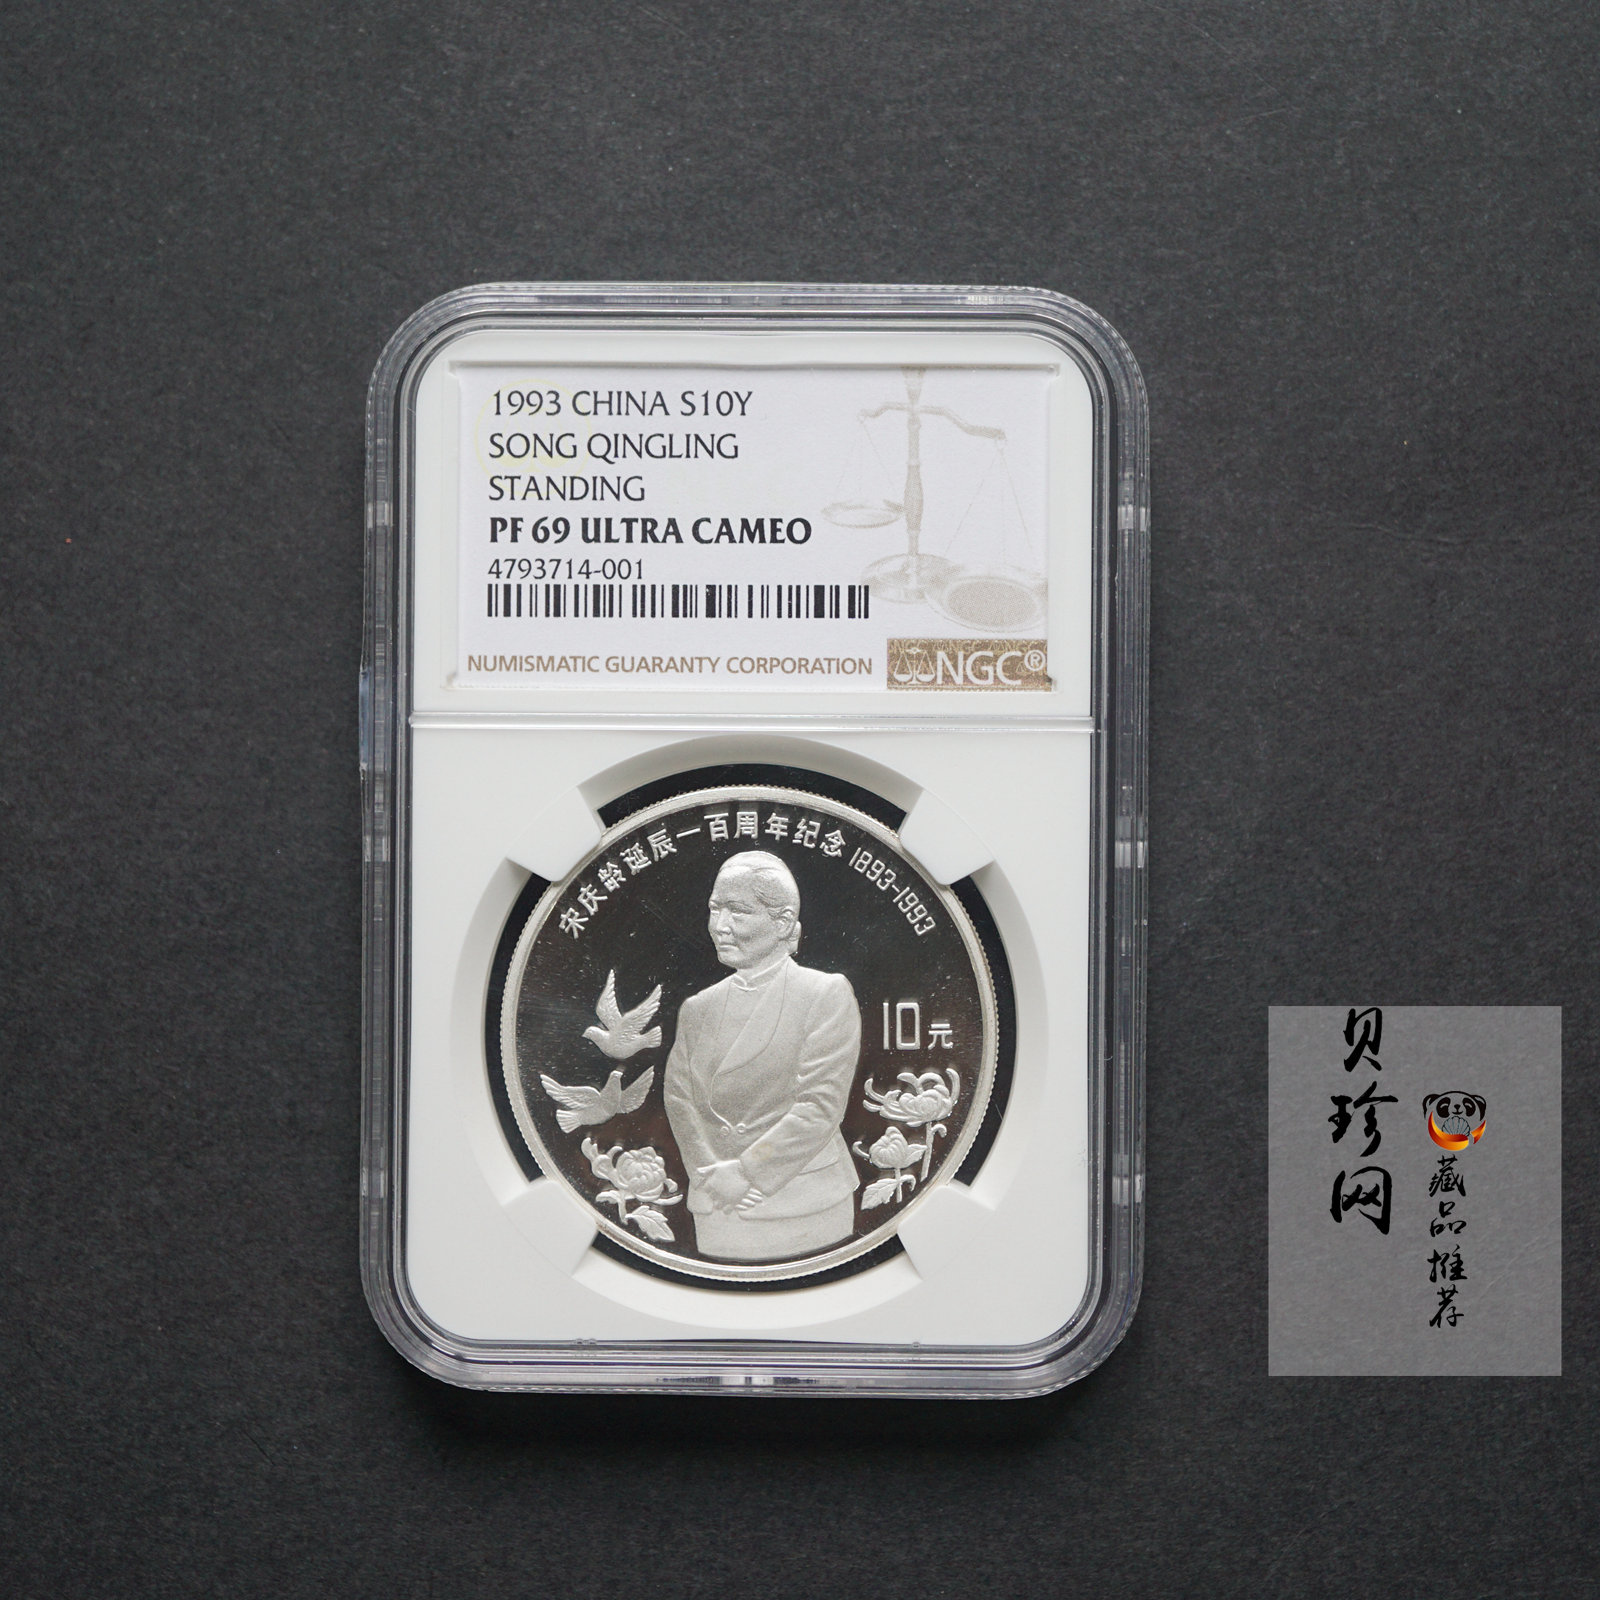 1993 CHINA S10Y
SONG QINGLING
STANDING
PF 69 ULTRA CAMEO
4793714-001
NUMISMATIC GUARANTY CORPORATION
NGC®
宋庆龄诞辰一百周年纪念 1893-1993
10元
贝珍网
藏品推荐